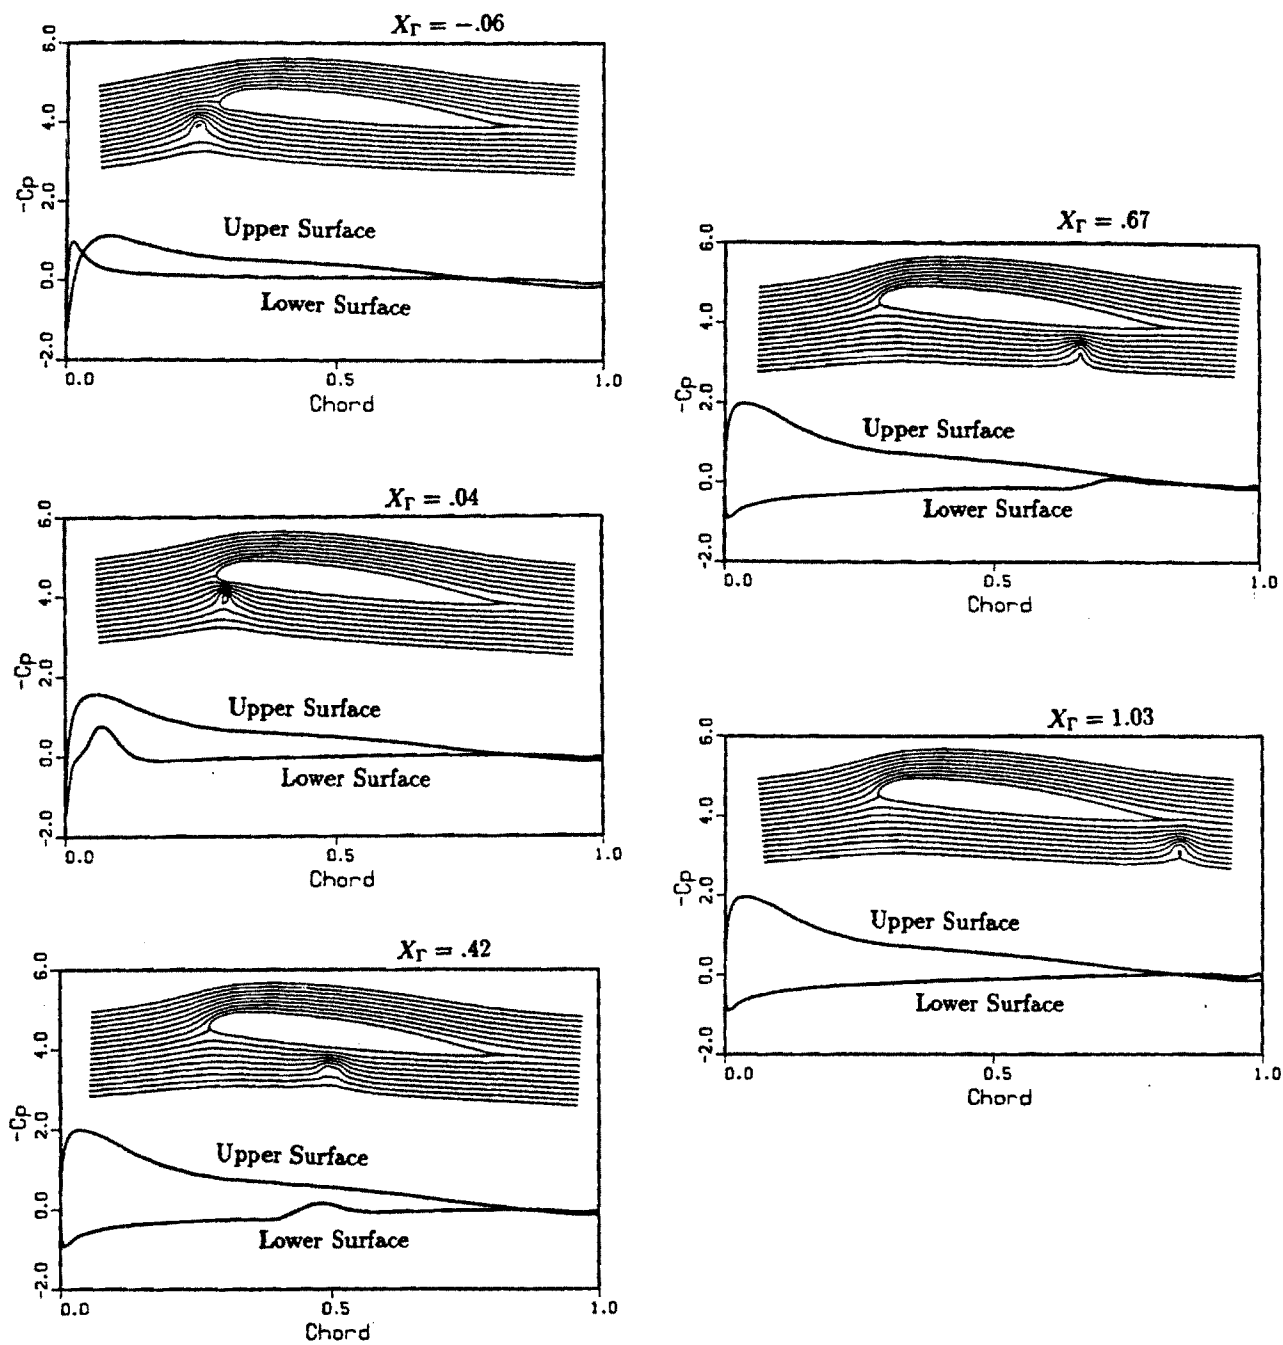 X_Γ = −.06
6.0
4.0
2.0
0.0
-2.0
-Cp
Upper Surface
Lower Surface
0.0 0.5 1.0
Chord
X_Γ = .04
6.0
4.0
2.0
0.0
-2.0
-Cp
Upper Surface
Lower Surface
0.0 0.5 1.0
Chord
X_Γ = .42
6.0
4.0
2.0
0.0
-2.0
-Cp
Upper Surface
Lower Surface
0.0 0.5 1.0
Chord
X_Γ = .67
6.0
4.0
2.0
0.0
-2.0
-Cp
Upper Surface
Lower Surface
0.0 0.5 1.0
Chord
X_Γ = 1.03
6.0
4.0
2.0
0.0
-2.0
-Cp
Upper Surface
Lower Surface
0.0 0.5 1.0
Chord